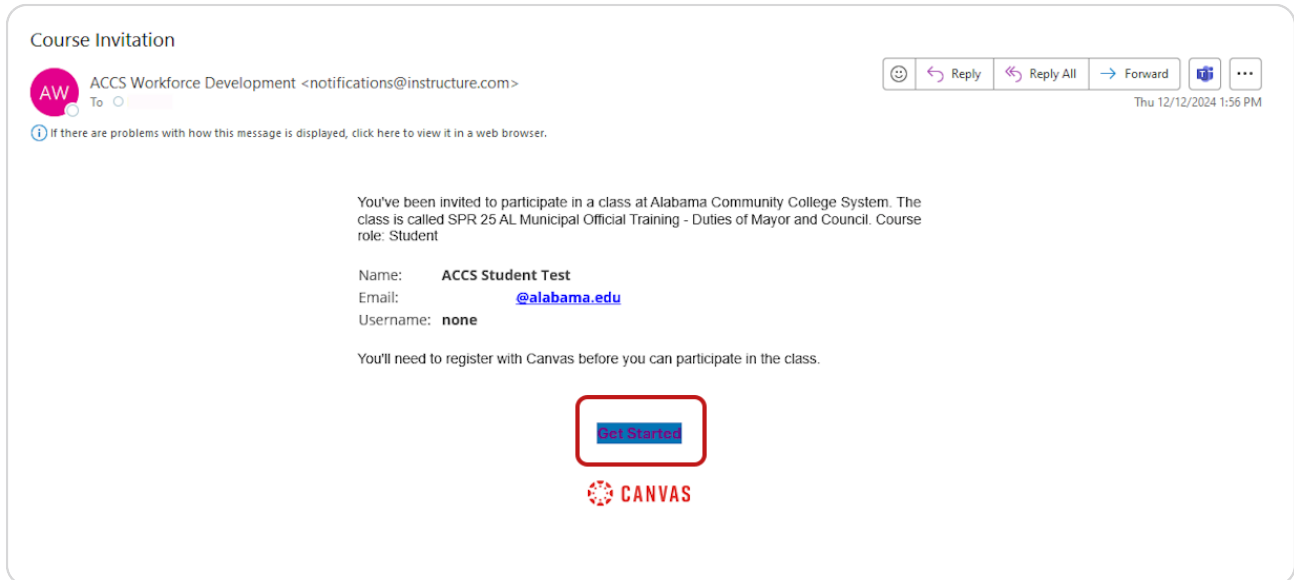 Course Invitation
AW
ACCS Workforce Development <notifications@instructure.com>
To
Reply
Reply All
Forward
Thu 12/12/2024 1:56 PM
If there are problems with how this message is displayed, click here to view it in a web browser.
You've been invited to participate in a class at Alabama Community College System. The
class is called SPR 25 AL Municipal Official Training - Duties of Mayor and Council. Course
role: Student
Name: ACCS Student Test
Email: @alabama.edu
Username: none
You'll need to register with Canvas before you can participate in the class.
Get Started
CANVAS